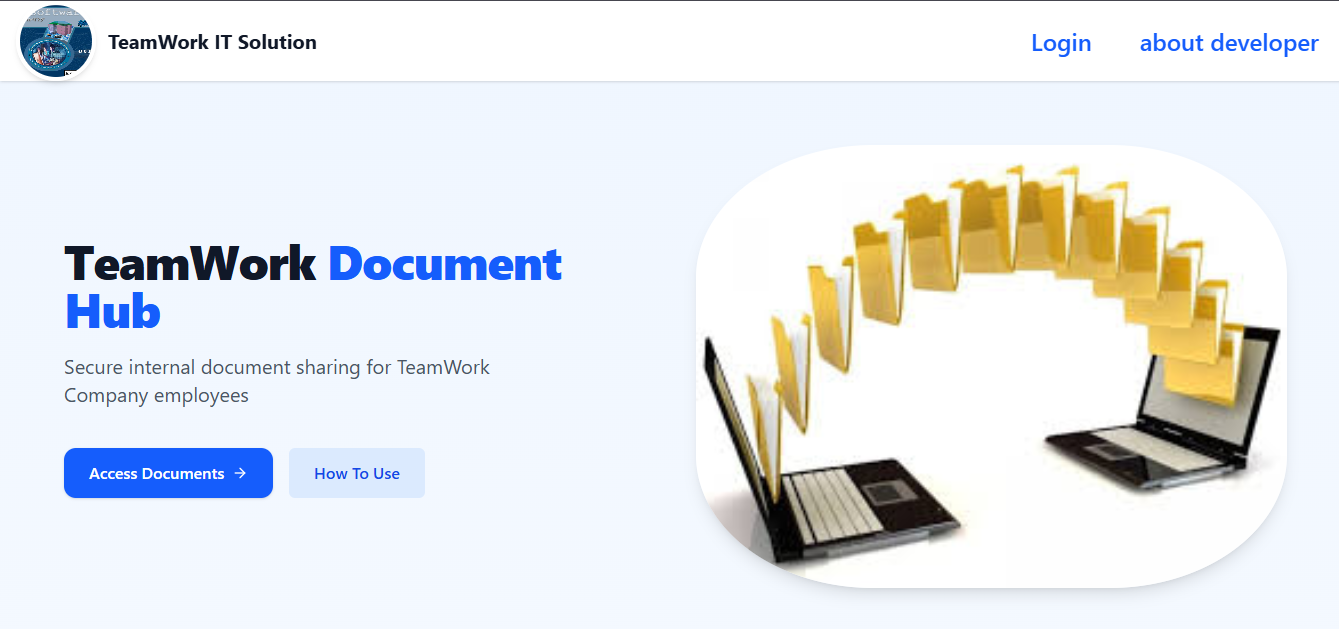 TeamWork IT Solution
Login
about developer
TeamWork Document
Hub
Secure internal document sharing for TeamWork
Company employees
Access Documents →
How To Use